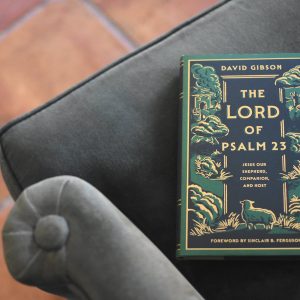 DAVID GIBSON
THE
LORD
OF
PSALM 23
JESUS OUR
SHEPHERD,
COMPANION,
AND HOST
FOREWORD BY SINCLAIR B. FERGUSON